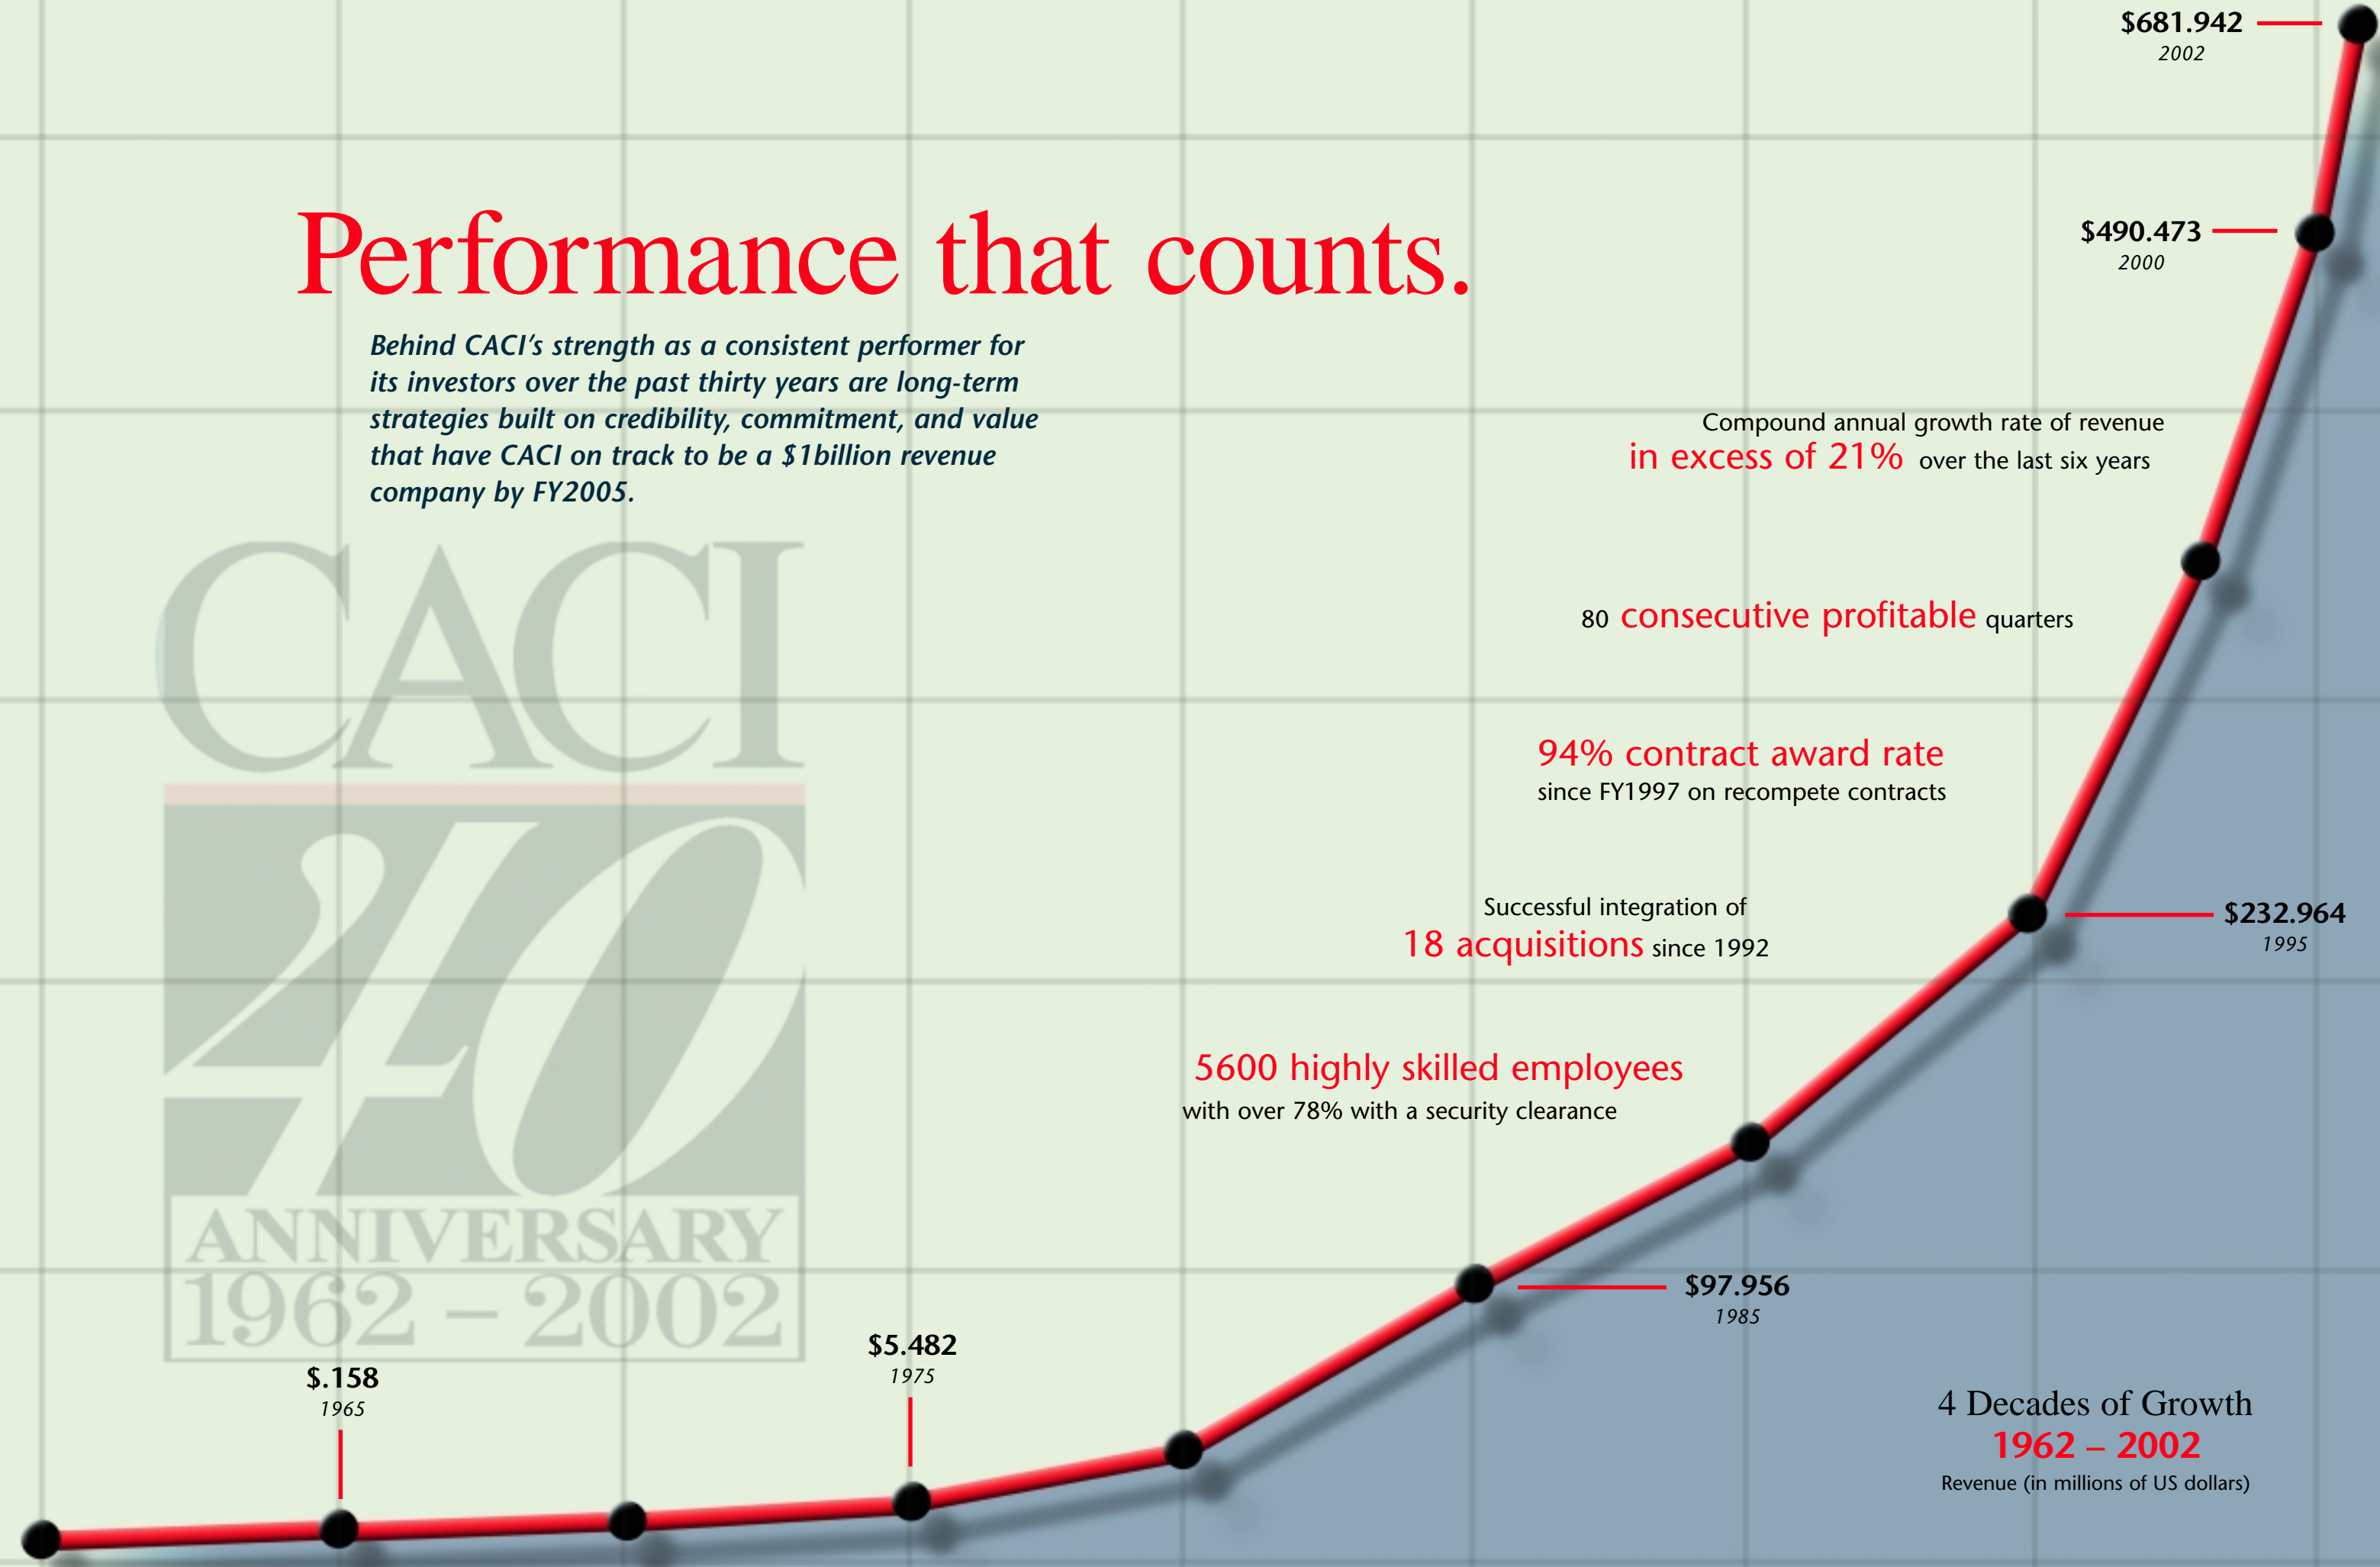 $681.942
2002
Performance that counts.
$490.473
2000
Behind CACI’s strength as a consistent performer for
its investors over the past thirty years are long-term
strategies built on credibility, commitment, and value
that have CACI on track to be a $1billion revenue
company by FY2005.
Compound annual growth rate of revenue
in excess of 21% over the last six years
80 consecutive profitable quarters
94% contract award rate
since FY1997 on recompete contracts
Successful integration of
18 acquisitions since 1992
$232.964
1995
5600 highly skilled employees
with over 78% with a security clearance
CACI
40
ANNIVERSARY
1962 – 2002
$97.956
1985
$5.482
1975
$.158
1965
4 Decades of Growth
1962 – 2002
Revenue (in millions of US dollars)